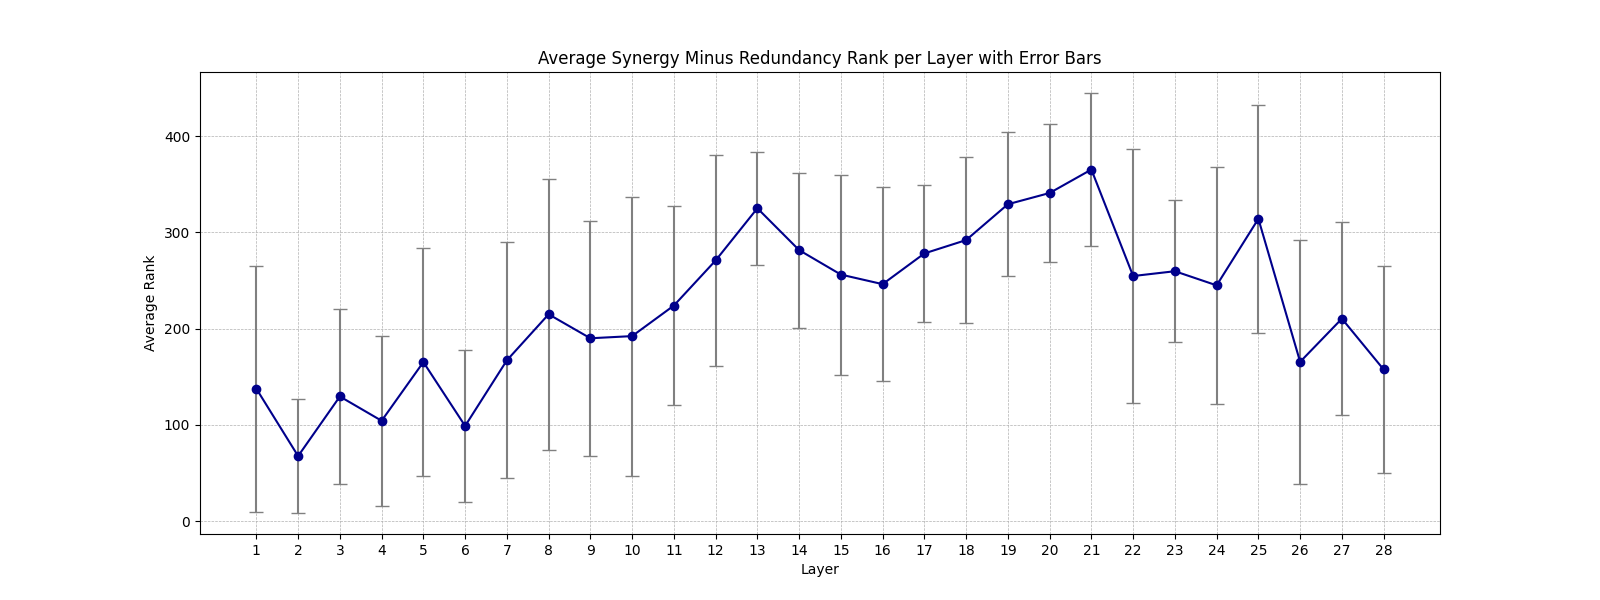 Average Synergy Minus Redundancy Rank per Layer with Error Bars
Average Rank
400
300
200
100
0
1 2 3 4 5 6 7 8 9 10 11 12 13 14 15 16 17 18 19 20 21 22 23 24 25 26 27 28
Layer